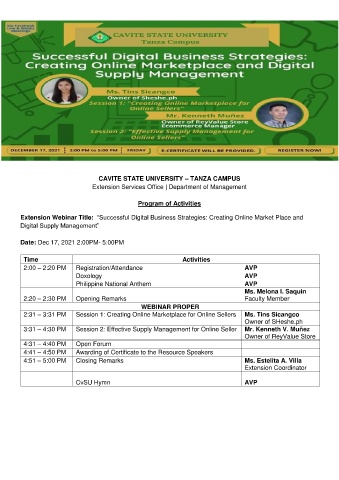 CAVITE STATE UNIVERSITY
Tanza Campus
Successful Digital Business Strategies:
Creating Online Marketplace and Digital
Supply Management
Ms. Tins Sicangco
Owner of Sheshe.ph
Session 1: "Creating Online Marketplace for
Online Sellers"
Mr. Kenneth Muñez
Owner of ReyValue Store
Ecommerce Manager
Session 2: "Effective Supply Management for
Online Sellers"
DECEMBER 17, 2021 2:00 PM to 5:00 PM FRIDAY E-CERTIFICATE WILL BE PROVIDED. REGISTER NOW!
CAVITE STATE UNIVERSITY – TANZA CAMPUS
Extension Services Office | Department of Management
Program of Activities
Extension Webinar Title: "Successful Digital Business Strategies: Creating Online Market Place and
Digital Supply Management"
Date: Dec 17, 2021 2:00PM- 5:00PM
Time Activities
2:00 – 2:20 PM Registration/Attendance AVP
Doxology AVP
Philippine National Anthem AVP
Ms. Melona I. Saquin
2:20 – 2:30 PM Opening Remarks Faculty Member
WEBINAR PROPER
2:31 – 3:31 PM Session 1: Creating Online Marketplace for Online Sellers Ms. Tins Sicangco
Owner of SHeshe.ph
3:31 – 4:30 PM Session 2: Effective Supply Management for Online Seller Mr. Kenneth V. Muñez
Owner of ReyValue Store
4:31 – 4:40 PM Open Forum
4:41 – 4:50 PM Awarding of Certificate to the Resource Speakers
4:51 – 5:00 PM Closing Remarks Ms. Estelita A. Villa
Extension Coordinator
CvSU Hymn AVP